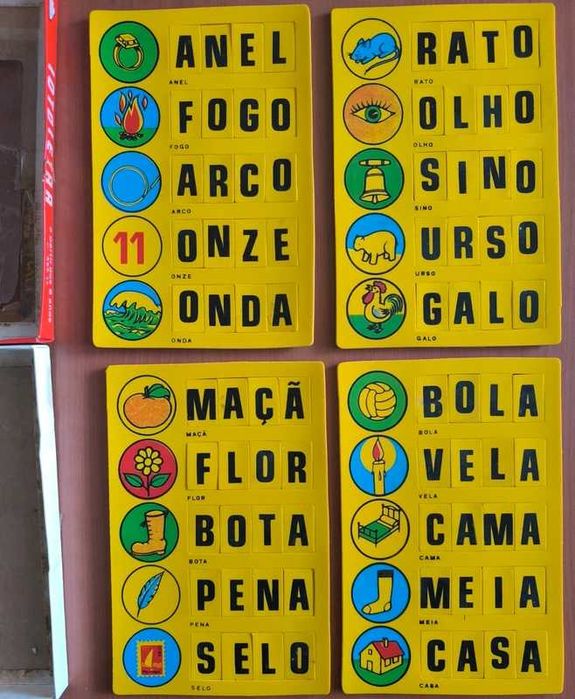 ANEL
ANEL
FOGO
FOGO
ARCO
ARCO
11
ONZE
ONZE
ONDA
ONDA
RATO
RATO
OLHO
OLHO
SINO
SINO
URSO
URSO
GALO
GALO
MAÇÃ
MAÇÃ
FLOR
FLOR
BOTA
BOTA
PENA
PENA
SELO
SELO
BOLA
BOLA
VELA
VELA
CAMA
CAMA
MEIA
MEIA
CASA
CASA